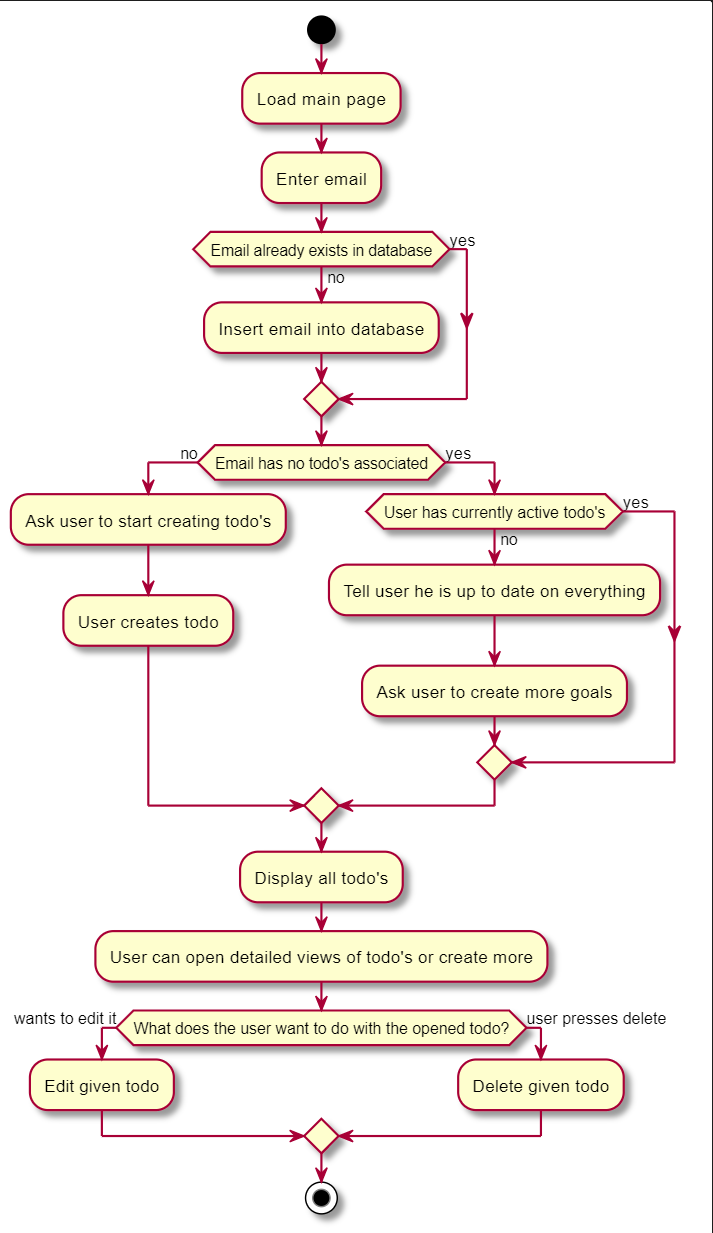 Load main page
Enter email
Email already exists in database
yes
no
Insert email into database
no
Email has no todo's associated
yes
Ask user to start creating todo's
User has currently active todo's
yes
no
Tell user he is up to date on everything
User creates todo
Ask user to create more goals
Display all todo's
User can open detailed views of todo's or create more
wants to edit it
What does the user want to do with the opened todo?
user presses delete
Edit given todo
Delete given todo